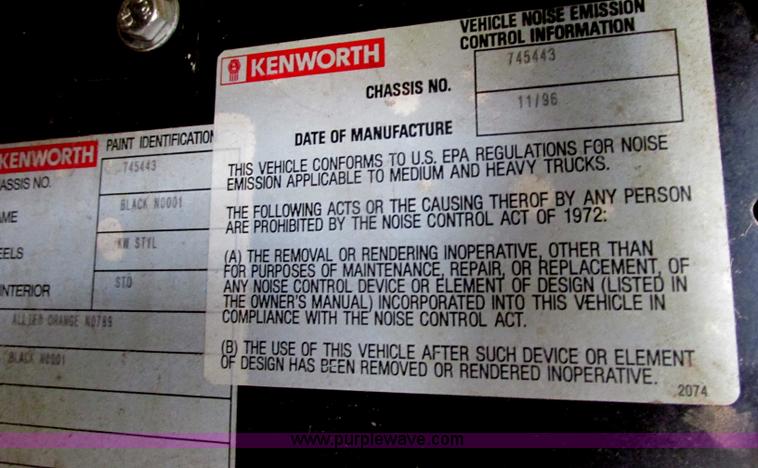 KENWORTH
PAINT IDENTIFICATION
ASSIS NO.
745443
AME
BLACK N0001
EELS
KW STYL
INTERIOR
STD
ALLIED ORANGE N0789
BLACK N0001
KENWORTH
VEHICLE NOISE EMISSION
CONTROL INFORMATION
CHASSIS NO.
745443
DATE OF MANUFACTURE
11/96
THIS VEHICLE CONFORMS TO U.S. EPA REGULATIONS FOR NOISE
EMISSION APPLICABLE TO MEDIUM AND HEAVY TRUCKS.
THE FOLLOWING ACTS OR THE CAUSING THEROF BY ANY PERSON
ARE PROHIBITED BY THE NOISE CONTROL ACT OF 1972:
(A) THE REMOVAL OR RENDERING INOPERATIVE, OTHER THAN
FOR PURPOSES OF MAINTENANCE, REPAIR, OR REPLACEMENT, OF
ANY NOISE CONTROL DEVICE OR ELEMENT OF DESIGN (LISTED IN
THE OWNER'S MANUAL) INCORPORATED INTO THIS VEHICLE IN
COMPLIANCE WITH THE NOISE CONTROL ACT.
(B) THE USE OF THIS VEHICLE AFTER SUCH DEVICE OR ELEMENT
OF DESIGN HAS BEEN REMOVED OR RENDERED INOPERATIVE.
2074
www.purplewave.com